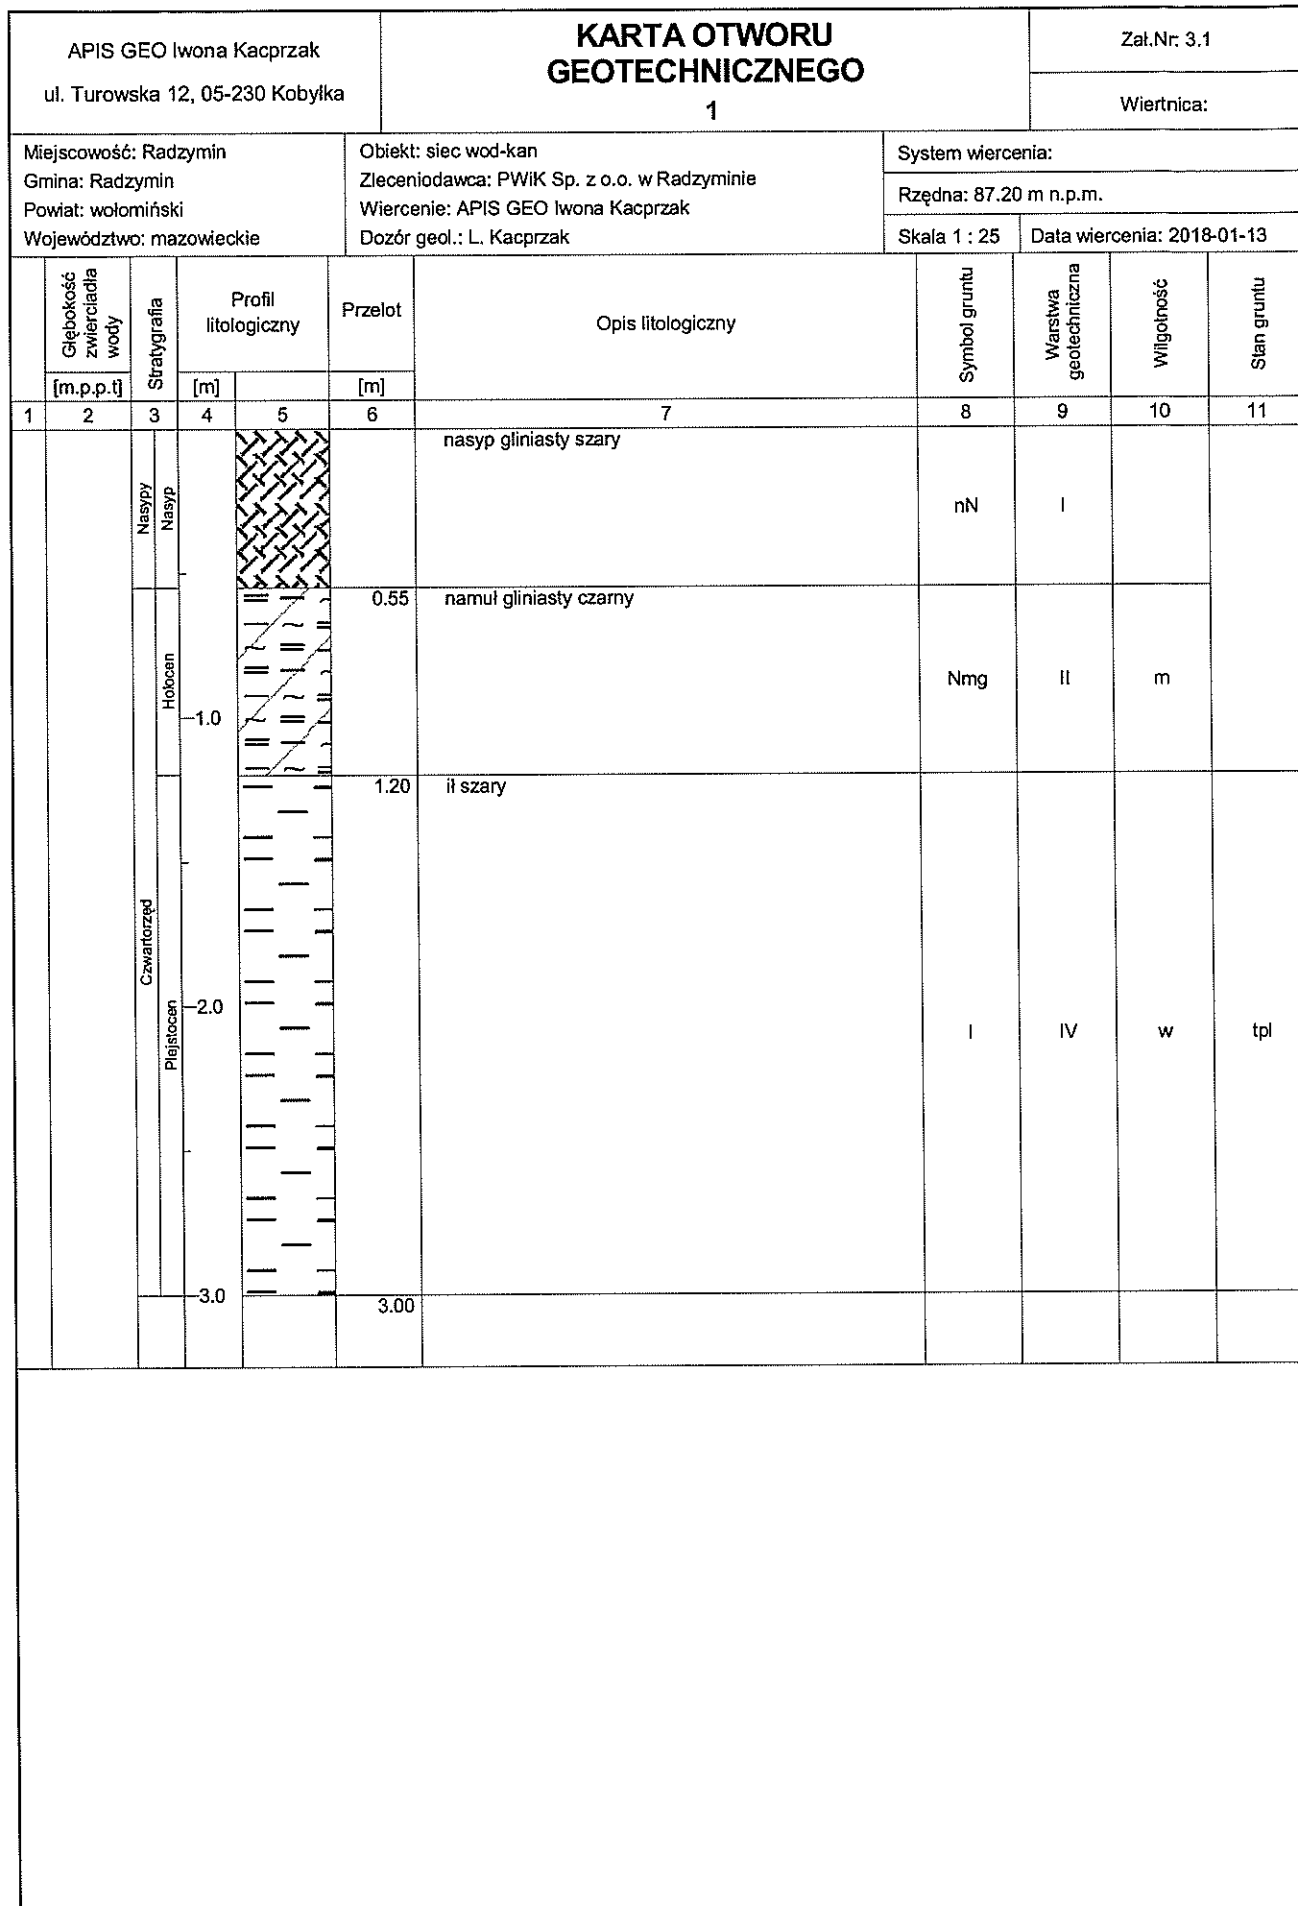 APIS GEO Iwona Kacprzak
ul. Turowska 12, 05-230 Kobyłka
KARTA OTWORU
GEOTECHNICZNEGO
1
Zał.Nr: 3.1
Wiertnica:
Miejscowość: Radzymin
Gmina: Radzymin
Powiat: wołomiński
Województwo: mazowieckie
Obiekt: siec wod-kan
Zleceniodawca: PWiK Sp. z o.o. w Radzyminie
Wiercenie: APIS GEO Iwona Kacprzak
Dozór geol.: L. Kacprzak
System wiercenia:
Rzędna: 87.20 m n.p.m.
Skala 1 : 25
Data wiercenia: 2018-01-13
Głębokość
zwierciadła
wody
[m.p.p.t]
Stratygrafia
Profil
litologiczny
[m]
Przelot
[m]
Opis litologiczny
Symbol gruntu
Warstwa
geotechniczna
Wilgotność
Stan gruntu
1 2 3 4 5 6 7 8 9 10 11
Nasypy
Nasyp
nasyp gliniasty szary
nN
I
0.55
namuł gliniasty czarny
Holocen
1.0
Nmg
II
m
1.20
ił szary
Czwartorzęd
Plejstocen
2.0
I
IV
w
tpl
3.0
3.00